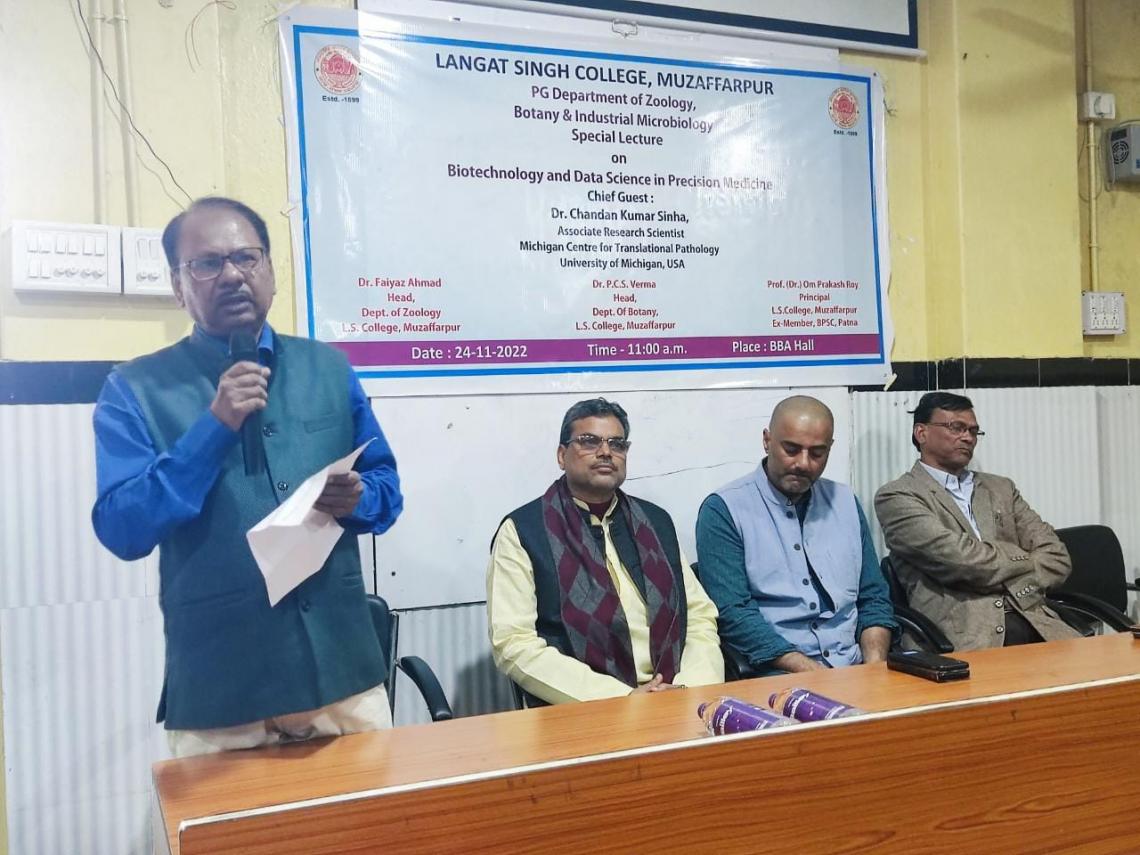 LANGAT SINGH COLLEGE, MUZAFFARPUR
PG Department of Zoology,
Botany & Industrial Microbiology
Special Lecture
on
Biotechnology and Data Science in Precision Medicine
Chief Guest :
Dr. Chandan Kumar Sinha,
Associate Research Scientist
Michigan Centre for Translational Pathology
University of Michigan, USA
Estd. -1899
Estd. -1899
Dr. Faiyaz Ahmad
Head,
Dept. of Zoology
L.S. College, Muzaffarpur
Dr. P.C.S. Verma
Head,
Dept. Of Botany,
L.S. College, Muzaffarpur
Prof. (Dr.) Om Prakash Roy
Principal
L.S.College, Muzaffarpur
Ex-Member, BPSC, Patna
Date : 24-11-2022 Time - 11:00 a.m. Place : BBA Hall